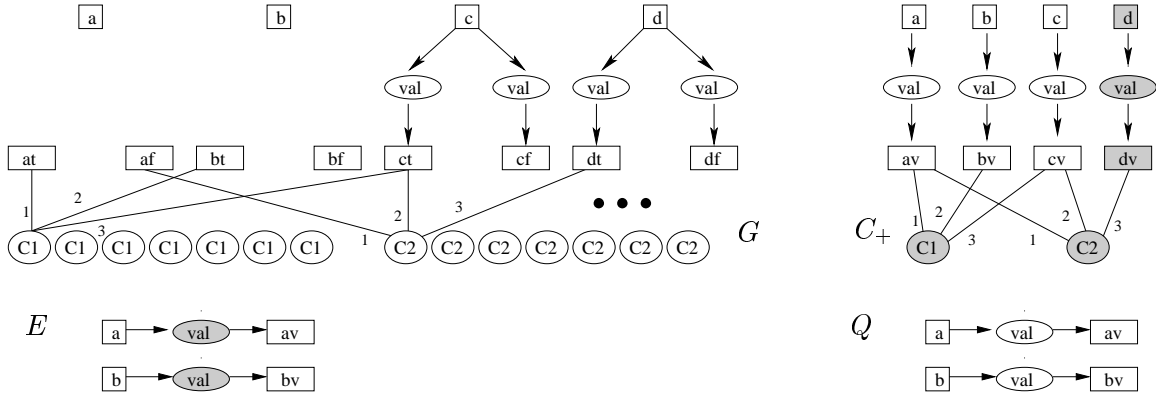 a b c d a b c d
val val val val val val val val
at af bt bf ct cf dt df av bv cv dv
1 2 3 1 2 3 1 2 3 1 2 3
C1 C1 C1 C1 C1 C1 C1 C2 C2 C2 C2 C2 C2 C2 G C+ C1 C2
E a val av Q a val av
b val bv b val bv